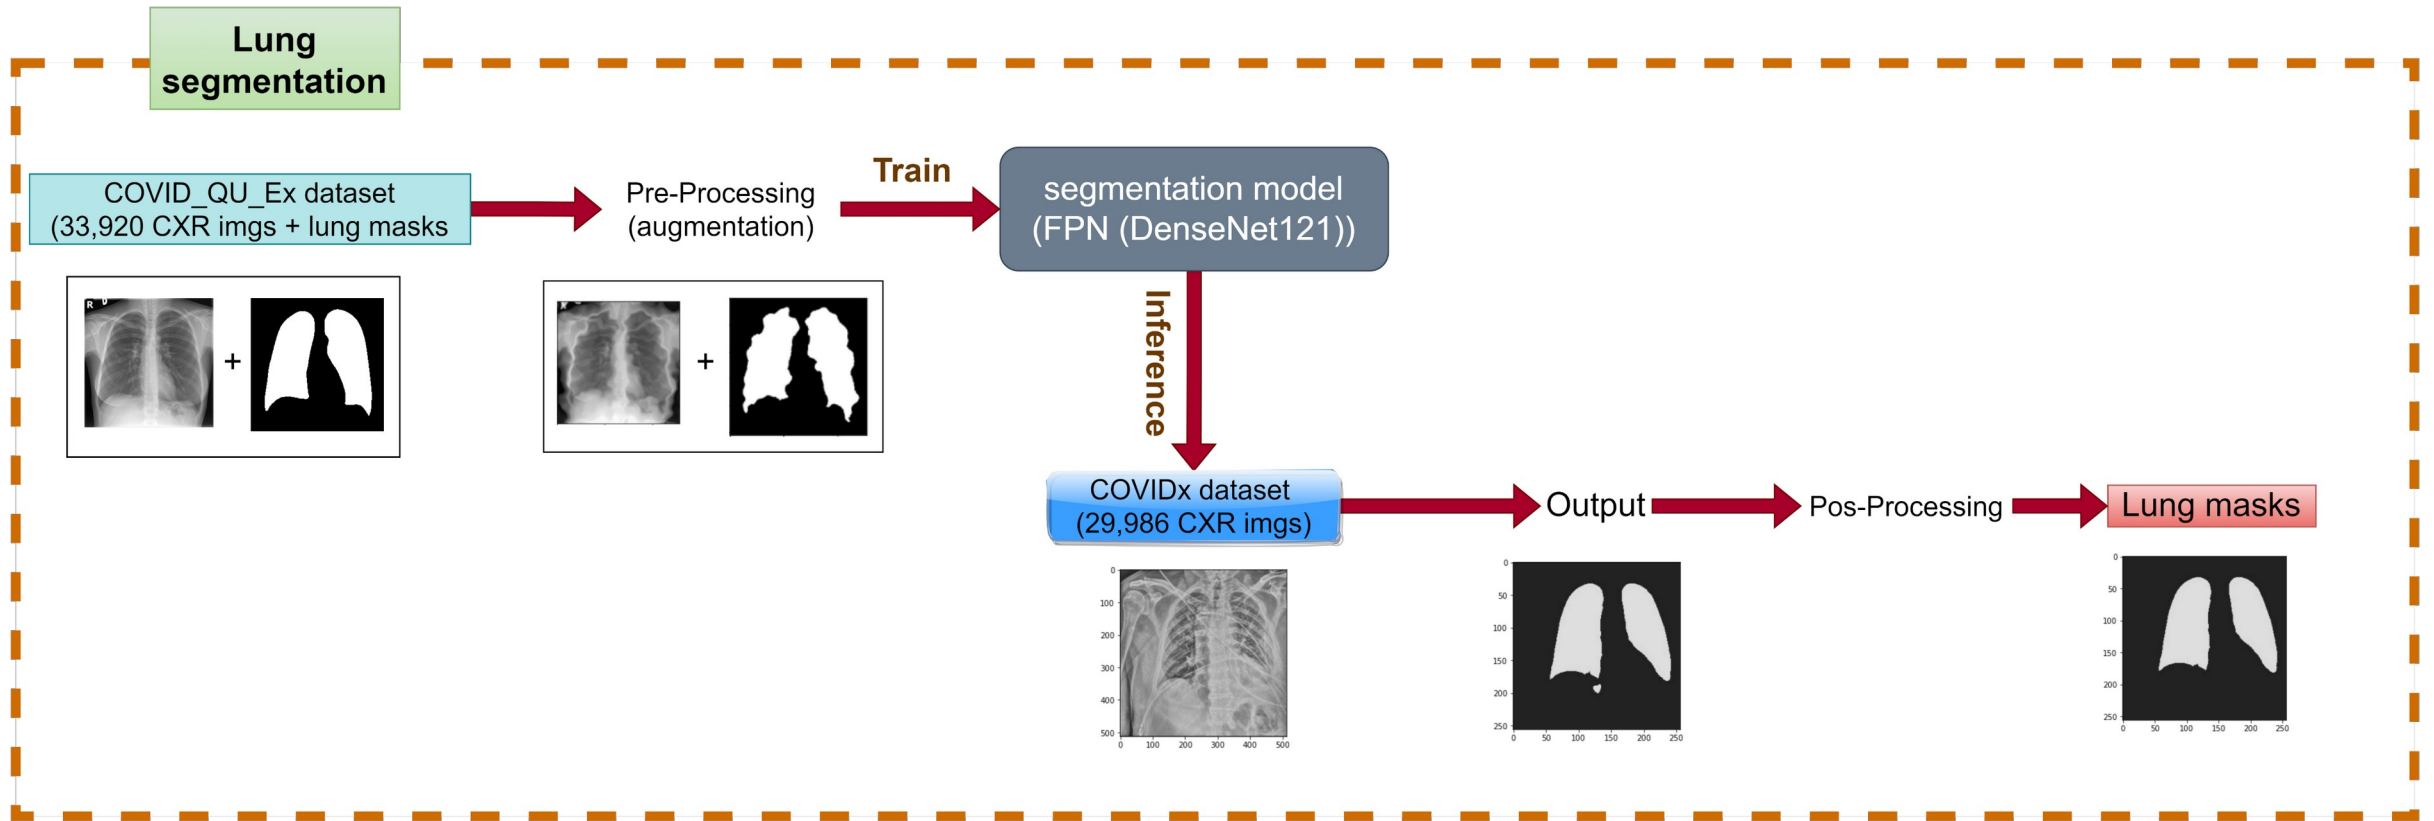 Lung
segmentation
COVID_QU_Ex dataset
(33,920 CXR imgs + lung masks
Pre-Processing
(augmentation)
Train
segmentation model
(FPN (DenseNet121))
R
+
+
Inference
COVIDx dataset
(29,986 CXR imgs)
Output
Pos-Processing
Lung masks
0
100
200
300
400
500
0 100 200 300 400 500
0
50
100
150
200
250
0 50 100 150 200 250
0
50
100
150
200
250
0 50 100 150 200 250